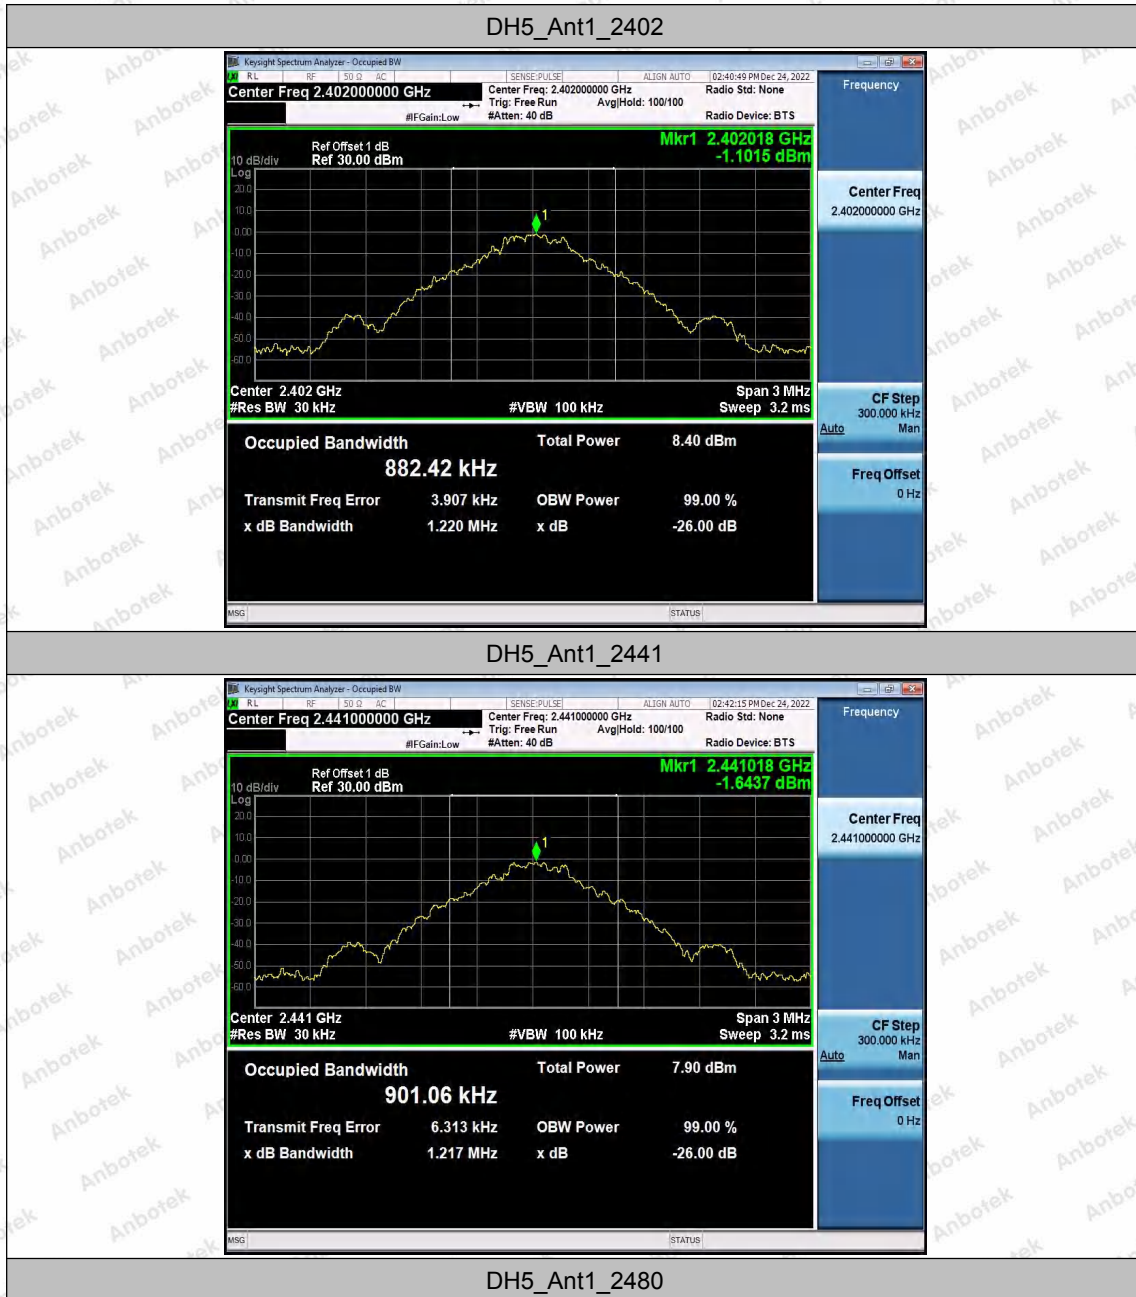 DH5_Ant1_2402
Keysight Spectrum Analyzer - Occupied BW
LXI RL RF 50 Ω AC SENSE:PULSE ALIGN AUTO 02:40:49 PM Dec 24, 2022
Center Freq 2.402000000 GHz
Center Freq: 2.402000000 GHz
Radio Std: None
Trig: Free Run Avg|Hold: 100/100
#IFGain:Low #Atten: 40 dB Radio Device: BTS
Mkr1 2.402018 GHz
-1.1015 dBm
Ref Offset 1 dB
10 dB/div Ref 30.00 dBm
Log
20.0
10.0
0.00
-10.0
-20.0
-30.0
-40.0
-50.0
-60.0
1
Center 2.402 GHz Span 3 MHz
#Res BW 30 kHz #VBW 100 kHz Sweep 3.2 ms
Occupied Bandwidth Total Power 8.40 dBm
882.42 kHz
Transmit Freq Error 3.907 kHz OBW Power 99.00 %
x dB Bandwidth 1.220 MHz x dB -26.00 dB
MSG STATUS
Frequency
Center Freq
2.402000000 GHz
CF Step
300.000 kHz
Auto Man
Freq Offset
0 Hz
DH5_Ant1_2441
Keysight Spectrum Analyzer - Occupied BW
LXI RL RF 50 Ω AC SENSE:PULSE ALIGN AUTO 02:42:15 PM Dec 24, 2022
Center Freq 2.441000000 GHz
Center Freq: 2.441000000 GHz
Radio Std: None
Trig: Free Run Avg|Hold: 100/100
#IFGain:Low #Atten: 40 dB Radio Device: BTS
Mkr1 2.441018 GHz
-1.6437 dBm
Ref Offset 1 dB
10 dB/div Ref 30.00 dBm
Log
20.0
10.0
0.00
-10.0
-20.0
-30.0
-40.0
-50.0
-60.0
1
Center 2.441 GHz Span 3 MHz
#Res BW 30 kHz #VBW 100 kHz Sweep 3.2 ms
Occupied Bandwidth Total Power 7.90 dBm
901.06 kHz
Transmit Freq Error 6.313 kHz OBW Power 99.00 %
x dB Bandwidth 1.217 MHz x dB -26.00 dB
MSG STATUS
Frequency
Center Freq
2.441000000 GHz
CF Step
300.000 kHz
Auto Man
Freq Offset
0 Hz
DH5_Ant1_2480
Anbotek